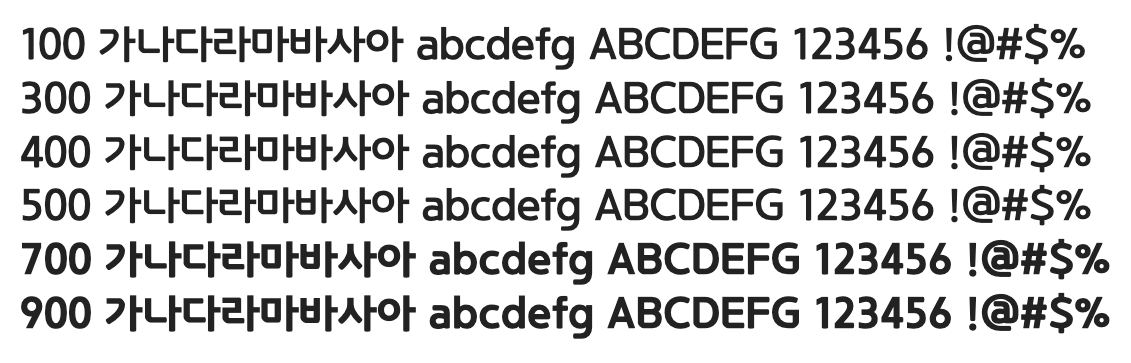 100 가나다라마바사아 abcdefg ABCDEFG 123456 !@#$%
300 가나다라마바사아 abcdefg ABCDEFG 123456 !@#$%
400 가나다라마바사아 abcdefg ABCDEFG 123456 !@#$%
500 가나다라마바사아 abcdefg ABCDEFG 123456 !@#$%
700 가나다라마바사아 abcdefg ABCDEFG 123456 !@#$%
900 가나다라마바사아 abcdefg ABCDEFG 123456 !@#$%